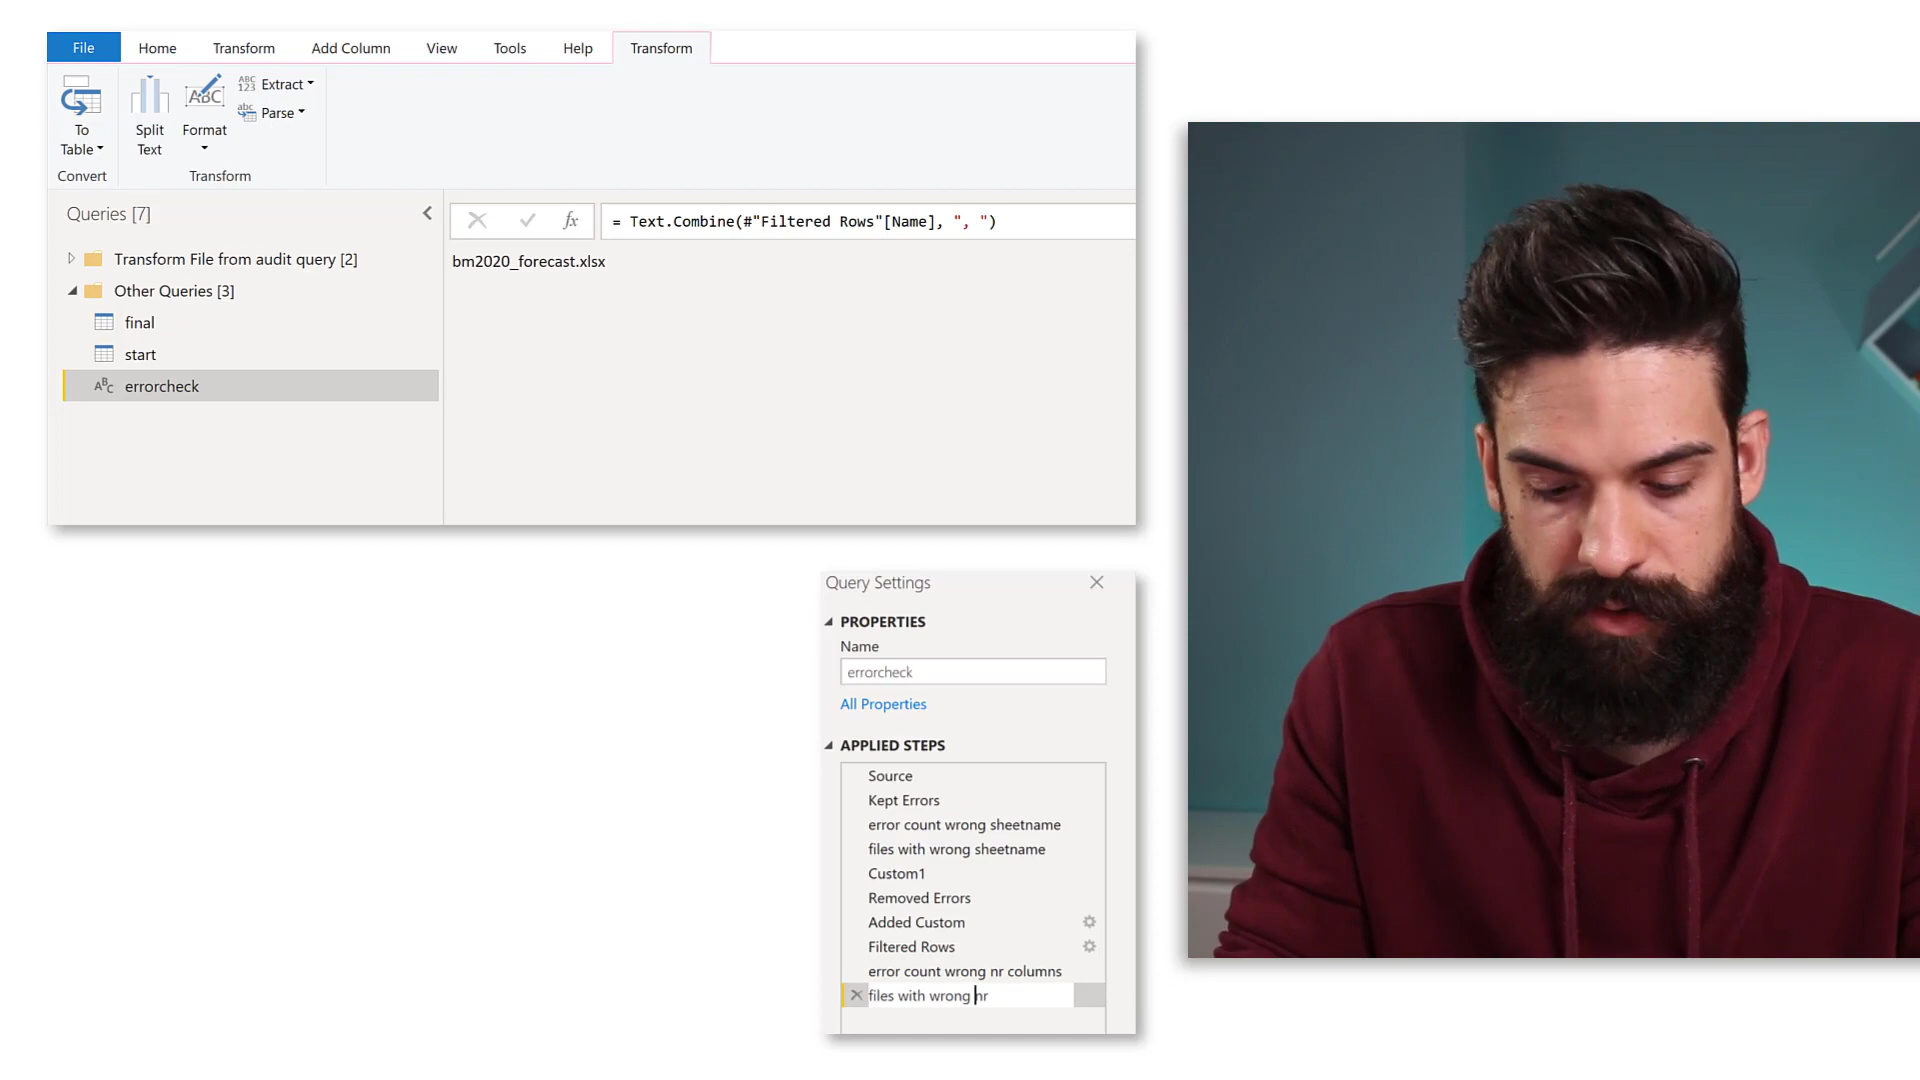 File Home Transform Add Column View Tools Help Transform
To Table
Split Text
Format
Extract
Parse
Convert
Transform
Queries [7]
= Text.Combine(#"Filtered Rows"[Name], ", ")
Transform File from audit query [2]
bm2020_forecast.xlsx
Other Queries [3]
final
start
errorcheck
Query Settings
PROPERTIES
Name
errorcheck
All Properties
APPLIED STEPS
Source
Kept Errors
error count wrong sheetname
files with wrong sheetname
Custom1
Removed Errors
Added Custom
Filtered Rows
error count wrong nr columns
files with wrong nr